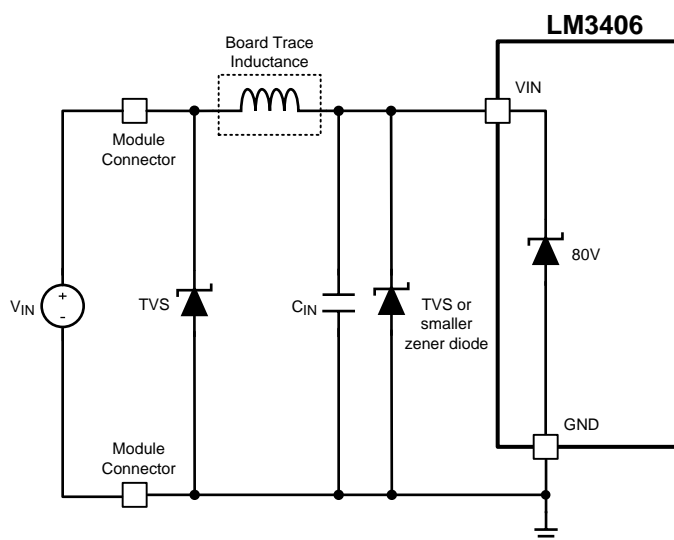 LM3406
Board Trace
Inductance
VIN
Module
Connector
80V
VIN
+
-
TVS
CIN
TVS or
smaller
zener diode
GND
Module
Connector